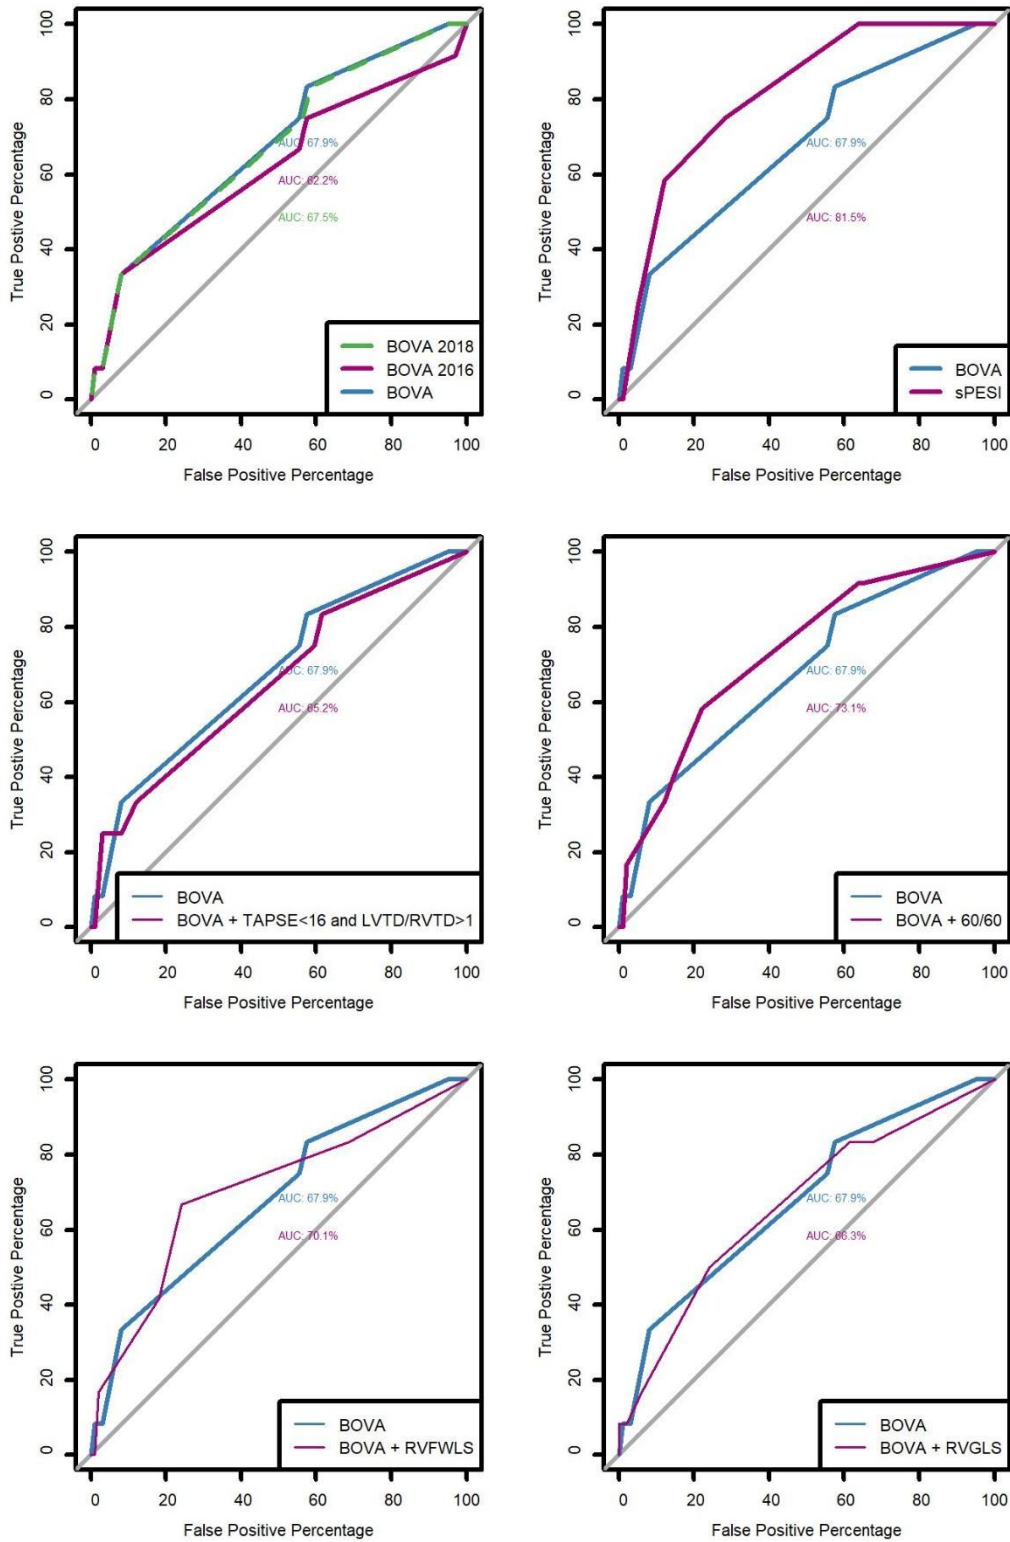 True Postive Percentage
100
80
60
40
20
0
AUC: 67.9%
AUC: 62.2%
AUC: 67.5%
BOVA 2018
BOVA 2016
BOVA
0 20 40 60 80 100
False Positive Percentage
True Postive Percentage
100
80
60
40
20
0
AUC: 67.9%
AUC: 81.5%
BOVA
sPESI
0 20 40 60 80 100
False Positive Percentage
True Postive Percentage
100
80
60
40
20
0
AUC: 67.9%
AUC: 65.2%
BOVA
BOVA + TAPSE<16 and LVTD/RVTD>1
0 20 40 60 80 100
False Positive Percentage
True Postive Percentage
100
80
60
40
20
0
AUC: 67.9%
AUC: 73.1%
BOVA
BOVA + 60/60
0 20 40 60 80 100
False Positive Percentage
True Postive Percentage
100
80
60
40
20
0
AUC: 67.9%
AUC: 70.1%
BOVA
BOVA + RVFWLS
0 20 40 60 80 100
False Positive Percentage
True Postive Percentage
100
80
60
40
20
0
AUC: 67.9%
AUC: 66.3%
BOVA
BOVA + RVGLS
0 20 40 60 80 100
False Positive Percentage